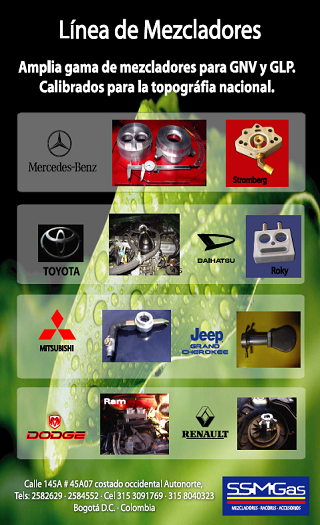 Línea de Mezcladores
Amplia gama de mezcladores para GNV y GLP.
Calibrados para la topográfia nacional.
Mercedes-Benz
Stromberg
TOYOTA
DAIHATSU
Roky
MITSUBISHI
Jeep
GRAND
CHEROKEE
Ram
DODGE
RENAULT
Calle 145A # 45A07 costado occidental Autonorte,
Tels: 2582629 - 2584552 - Cel 315 3091769 - 315 8040323
Bogotá D.C. - Colombia
SSMGas
MEZCLADORES - RACORES - ACCESORIOS